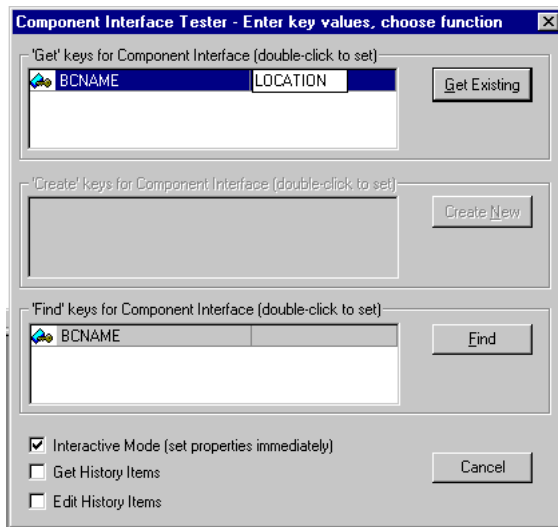 Component Interface Tester - Enter key values, choose function
'Get' keys for Component Interface (double-click to set)
BCNAME LOCATION
Get Existing
'Create' keys for Component Interface (double-click to set)
Create New
'Find' keys for Component Interface (double-click to set)
BCNAME
Find
Interactive Mode (set properties immediately)
Get History Items
Cancel
Edit History Items